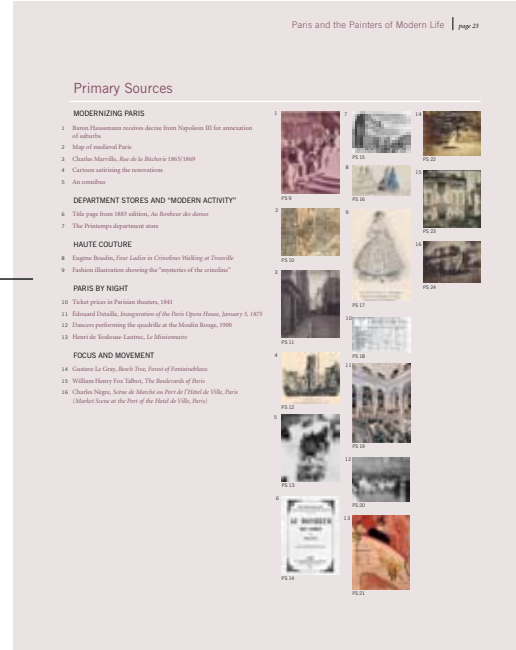 Paris and the Painters of Modern Life page 23
Primary Sources
MODERNIZING PARIS
1 Baron Haussmann receives decree from Napoleon III for annexation
of suburbs
2 Map of medieval Paris
3 Charles Marville, Rue de la Bûcherie 1865/1869
4 Cartoon satirizing the renovations
5 An omnibus
DEPARTMENT STORES AND "MODERN ACTIVITY"
6 Title page from 1883 edition, Au Bonheur des dames
7 The Printemps department store
HAUTE COUTURE
8 Eugène Boudin, Four Ladies in Crinolines Walking at Trouville
9 Fashion illustration showing the "mysteries of the crinoline"
PARIS BY NIGHT
10 Ticket prices in Parisian theaters, 1841
11 Édouard Detaille, Inauguration of the Paris Opera House, January 5, 1875
12 Dancers performing the quadrille at the Moulin Rouge, 1900
13 Henri de Toulouse-Lautrec, Le Missionnaire
FOCUS AND MOVEMENT
14 Gustave Le Gray, Beech Tree, Forest of Fontainebleau
15 William Henry Fox Talbot, The Boulevards of Paris
16 Charles Nègre, Scène de Marché au Port de l'Hôtel de Ville, Paris
(Market Scene at the Port of the Hotel de Ville, Paris)
1
PS 9
2
PS 10
3
PS 11
4
PS 12
5
PS 13
6
LE BONHEUR
PS 14
7
PS 15
8
PS 16
9
PS 17
10
PS 18
11
PS 19
12
PS 20
13
PS 21
14
PS 22
15
PS 23
16
PS 24